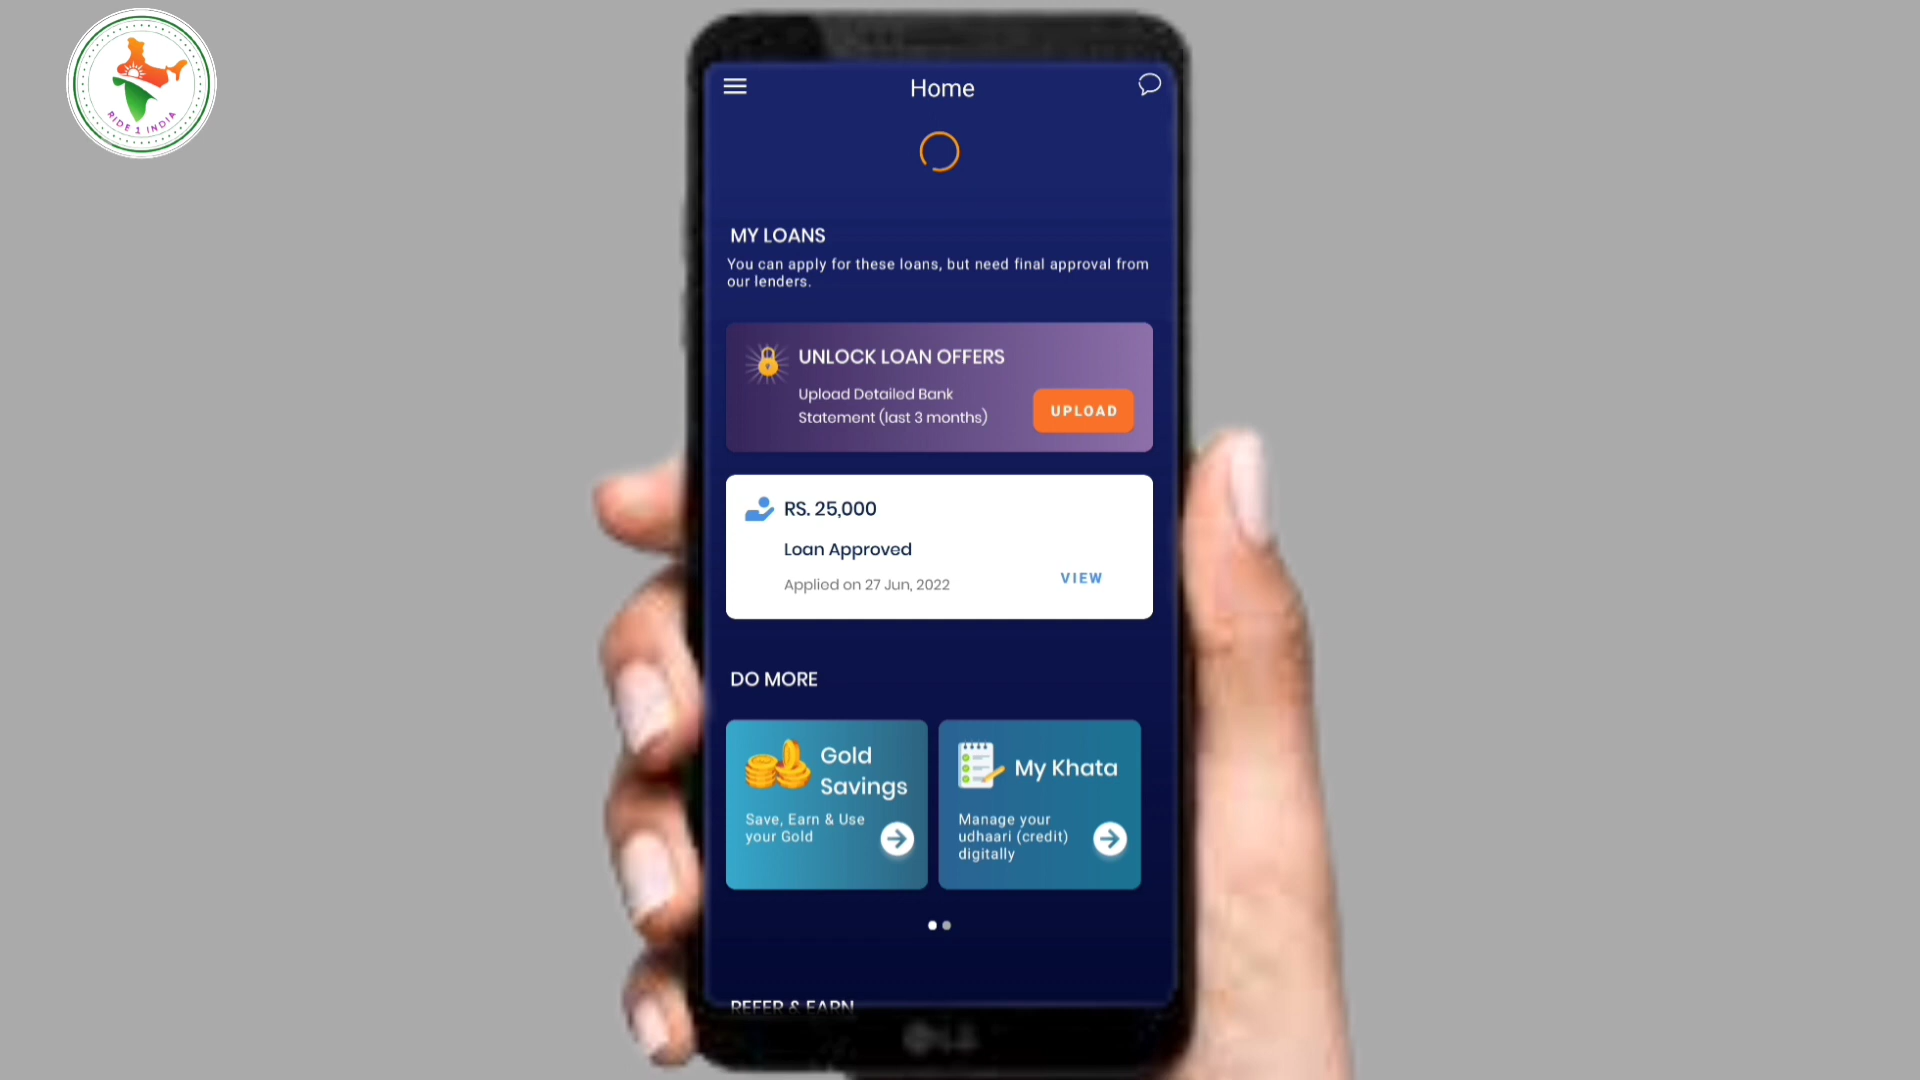 RIDE 1 INDIA
Home
MY LOANS
You can apply for these loans, but need final approval from
our lenders.
UNLOCK LOAN OFFERS
Upload Detailed Bank
Statement (last 3 months)
UPLOAD
RS. 25,000
Loan Approved
Applied on 27 Jun, 2022
VIEW
DO MORE
Gold
Savings
Save, Earn & Use
your Gold
My Khata
Manage your
udhaari (credit)
digitally
REFER & EARN
LG